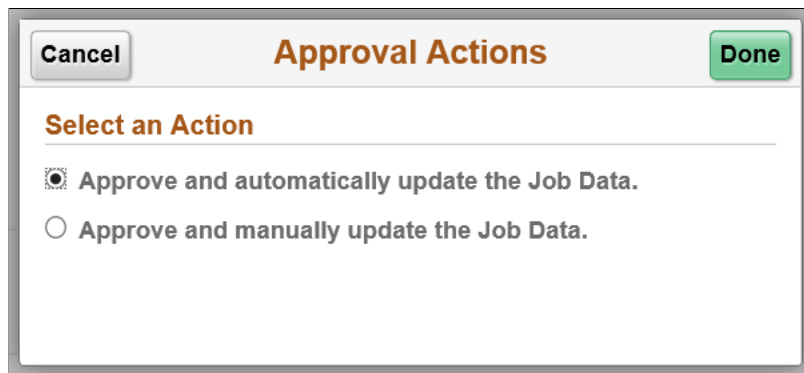 Cancel
Approval Actions
Done
Select an Action
Approve and automatically update the Job Data.
Approve and manually update the Job Data.